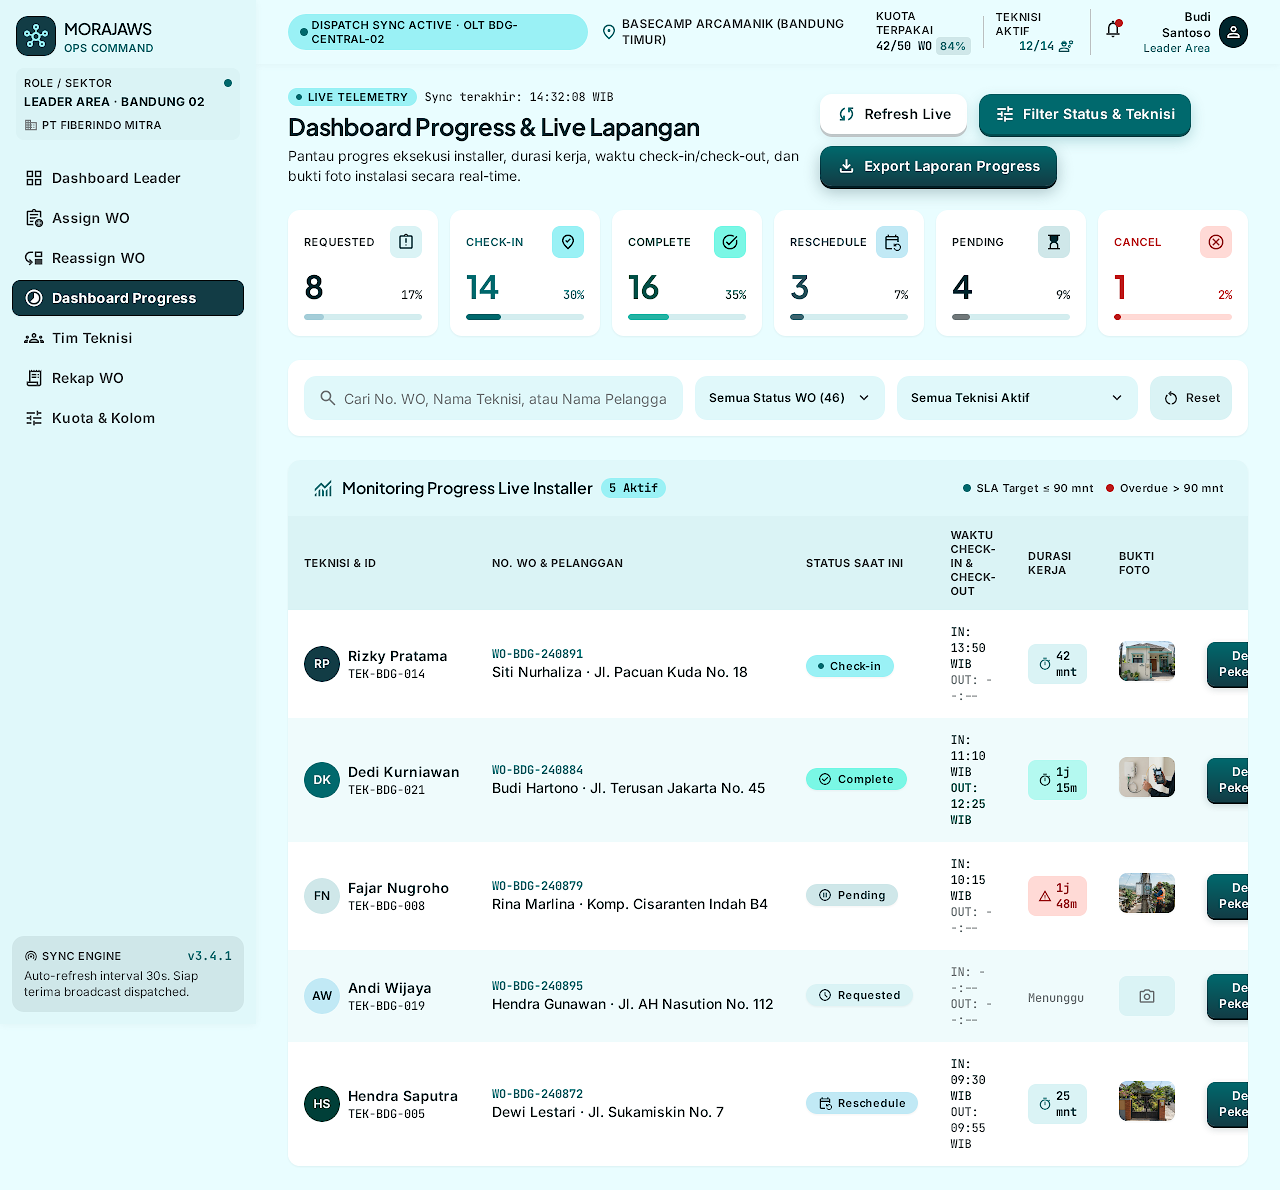 MORAJAWS
OPS COMMAND
ROLE / SEKTOR
LEADER AREA · BANDUNG 02
PT FIBERINDO MITRA
Dashboard Leader
Assign WO
Reassign WO
Dashboard Progress
Tim Teknisi
Rekap WO
Kuota & Kolom
SYNC ENGINE v3.4.1
Auto-refresh interval 30s. Siap
terima broadcast dispatched.
DISPATCH SYNC ACTIVE · OLT BDG-
CENTRAL-02
BASECAMP ARCAMANIK (BANDUNG
TIMUR)
KUOTA
TERPAKAI
42/50 WO 84%
TEKNISI
AKTIF
12/14
Budi
Santoso
Leader Area
LIVE TELEMETRY Sync terakhir: 14:32:08 WIB
Dashboard Progress & Live Lapangan
Pantau progres eksekusi installer, durasi kerja, waktu check-in/check-out, dan
bukti foto instalasi secara real-time.
Refresh Live
Filter Status & Teknisi
Export Laporan Progress
REQUESTED
8 17%
CHECK-IN
14 30%
COMPLETE
16 35%
RESCHEDULE
3 7%
PENDING
4 9%
CANCEL
1 2%
Cari No. WO, Nama Teknisi, atau Nama Pelangga
Semua Status WO (46)
Semua Teknisi Aktif
Reset
Monitoring Progress Live Installer 5 Aktif
SLA Target ≤ 90 mnt Overdue > 90 mnt
TEKNISI & ID
NO. WO & PELANGGAN
STATUS SAAT INI
WAKTU
CHECK-
IN &
CHECK-
OUT
DURASI
KERJA
BUKTI
FOTO
RP
Rizky Pratama
TEK-BDG-014
WO-BDG-240891
Siti Nurhaliza · Jl. Pacuan Kuda No. 18
Check-in
IN:
13:50
WIB
OUT: -
-:--
42
mnt
De
Peke
DK
Dedi Kurniawan
TEK-BDG-021
WO-BDG-240884
Budi Hartono · Jl. Terusan Jakarta No. 45
Complete
IN:
11:10
WIB
OUT:
12:25
WIB
1j
15m
De
Peke
FN
Fajar Nugroho
TEK-BDG-008
WO-BDG-240879
Rina Marlina · Komp. Cisaranten Indah B4
Pending
IN:
10:15
WIB
OUT: -
-:--
1j
48m
De
Peke
AW
Andi Wijaya
TEK-BDG-019
WO-BDG-240895
Hendra Gunawan · Jl. AH Nasution No. 112
Requested
IN: -
-:--
OUT: -
-:--
Menunggu
De
Peke
HS
Hendra Saputra
TEK-BDG-005
WO-BDG-240872
Dewi Lestari · Jl. Sukamiskin No. 7
Reschedule
IN:
09:30
WIB
OUT:
09:55
WIB
25
mnt
De
Peke